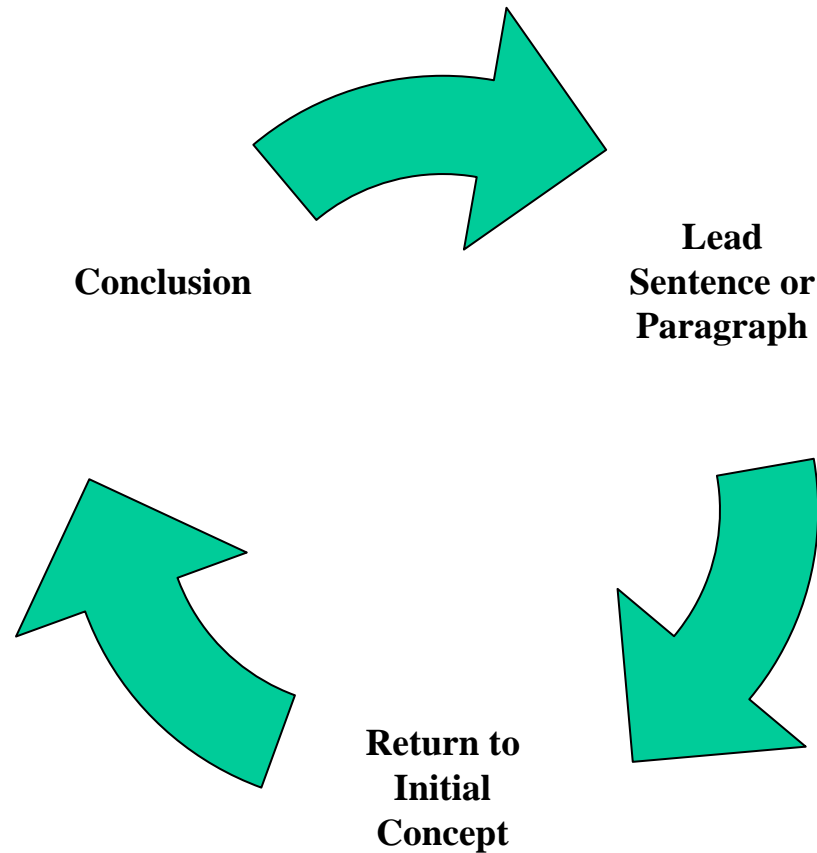 Conclusion
Lead
Sentence or
Paragraph
Return to
Initial
Concept